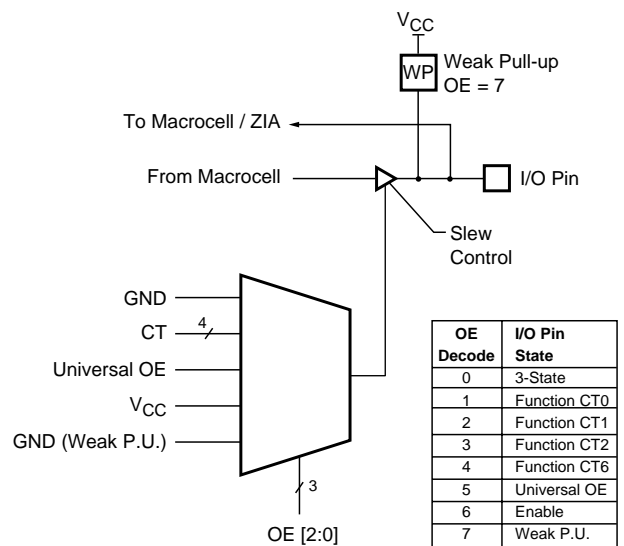 VCC
WP
Weak Pull-up
OE = 7
To Macrocell / ZIA
From Macrocell
I/O Pin
Slew
Control
GND
CT
4
Universal OE
VCC
GND (Weak P.U.)
3
OE [2:0]
OE Decode I/O Pin State
0 3-State
1 Function CT0
2 Function CT1
3 Function CT2
4 Function CT6
5 Universal OE
6 Enable
7 Weak P.U.